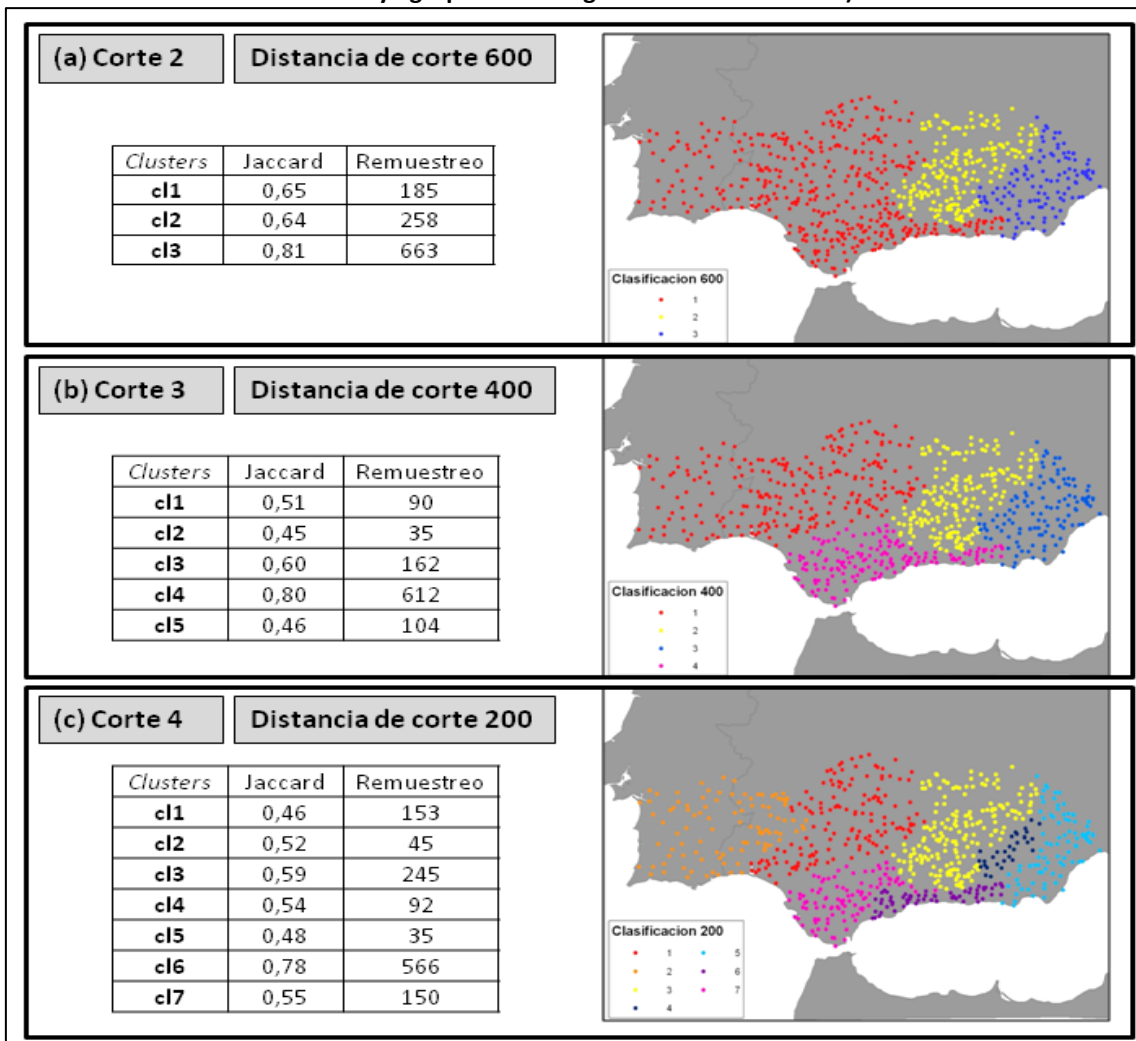 (a) Corte 2 Distancia de corte 600
Clusters Jaccard Remuestreo
cl1 0,65 185
cl2 0,64 258
cl3 0,81 663
Clasificacion 600
1
2
3
(b) Corte 3 Distancia de corte 400
Clusters Jaccard Remuestreo
cl1 0,51 90
cl2 0,45 35
cl3 0,60 162
cl4 0,80 612
cl5 0,46 104
Clasificacion 400
1
2
3
4
(c) Corte 4 Distancia de corte 200
Clusters Jaccard Remuestreo
cl1 0,46 153
cl2 0,52 45
cl3 0,59 245
cl4 0,54 92
cl5 0,48 35
cl6 0,78 566
cl7 0,55 150
Clasificacion 200
1 5
2 6
3 7
4